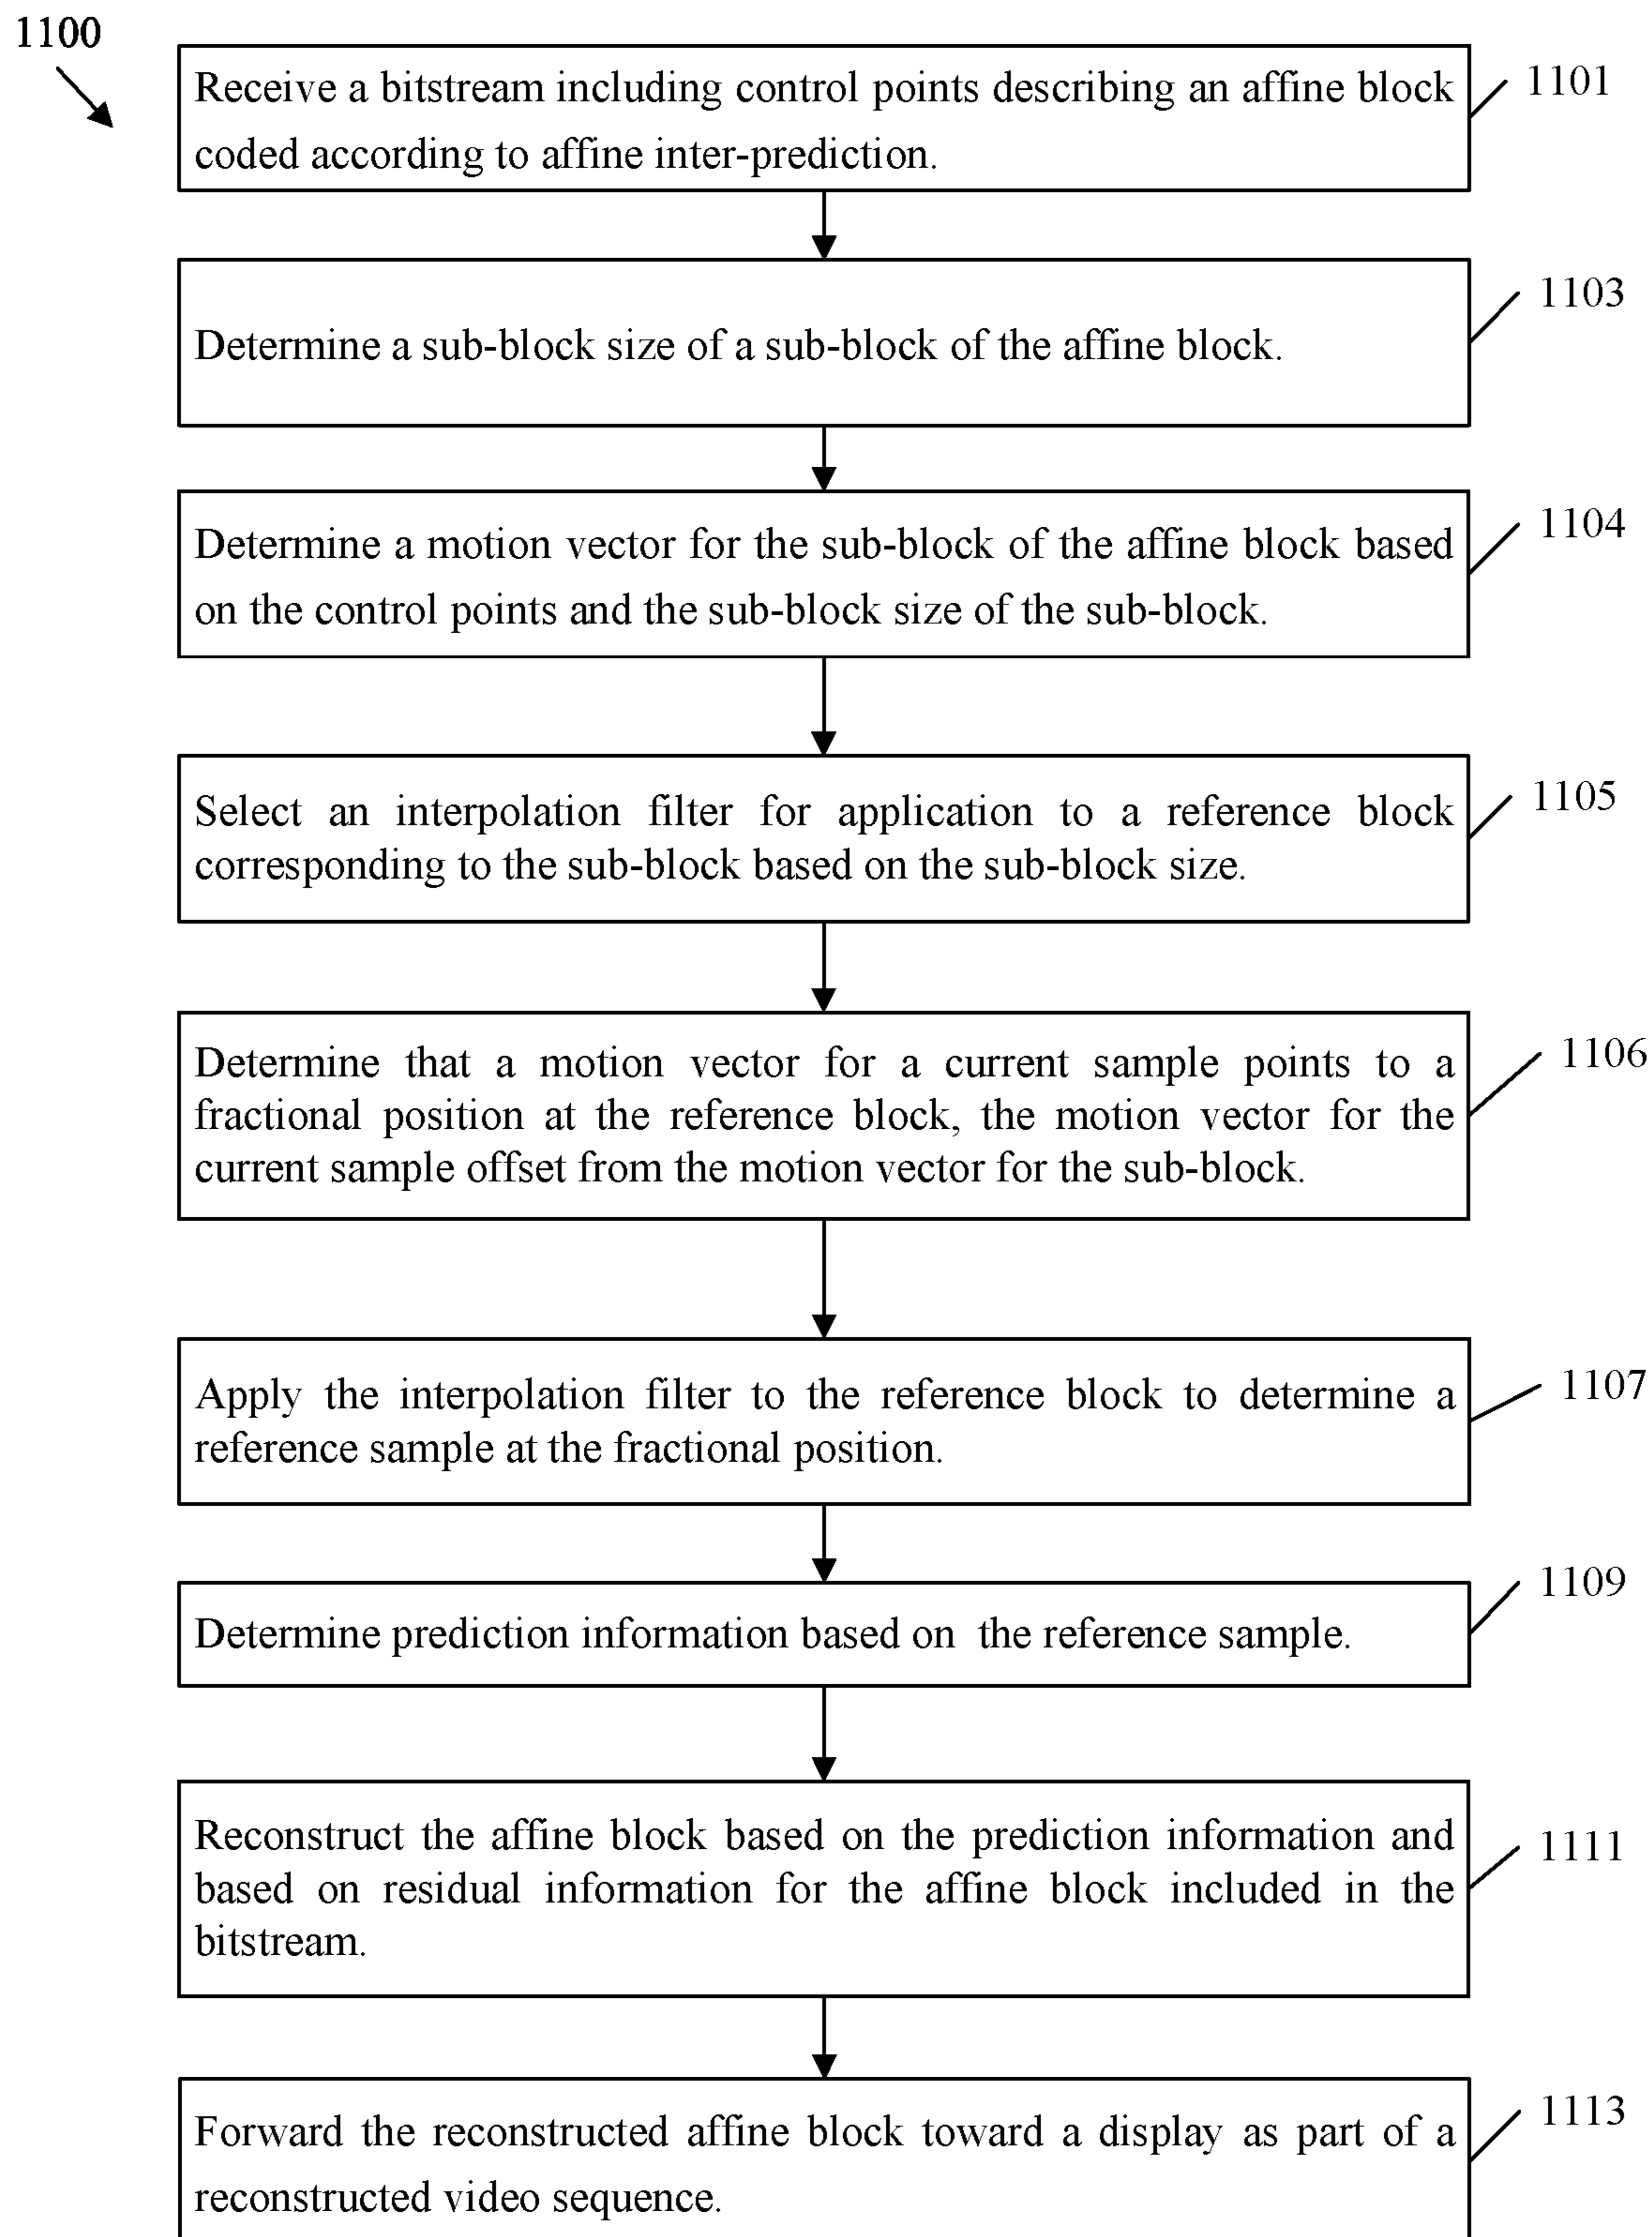 1100
Receive a bitstream including control points describing an affine block
coded according to affine inter-prediction.
1101
Determine a sub-block size of a sub-block of the affine block.
1103
Determine a motion vector for the sub-block of the affine block based
on the control points and the sub-block size of the sub-block.
1104
Select an interpolation filter for application to a reference block
corresponding to the sub-block based on the sub-block size.
1105
Determine that a motion vector for a current sample points to a
fractional position at the reference block, the motion vector for the
current sample offset from the motion vector for the sub-block.
1106
Apply the interpolation filter to the reference block to determine a
reference sample at the fractional position.
1107
Determine prediction information based on the reference sample.
1109
Reconstruct the affine block based on the prediction information and
based on residual information for the affine block included in the
bitstream.
1111
Forward the reconstructed affine block toward a display as part of a
reconstructed video sequence.
1113